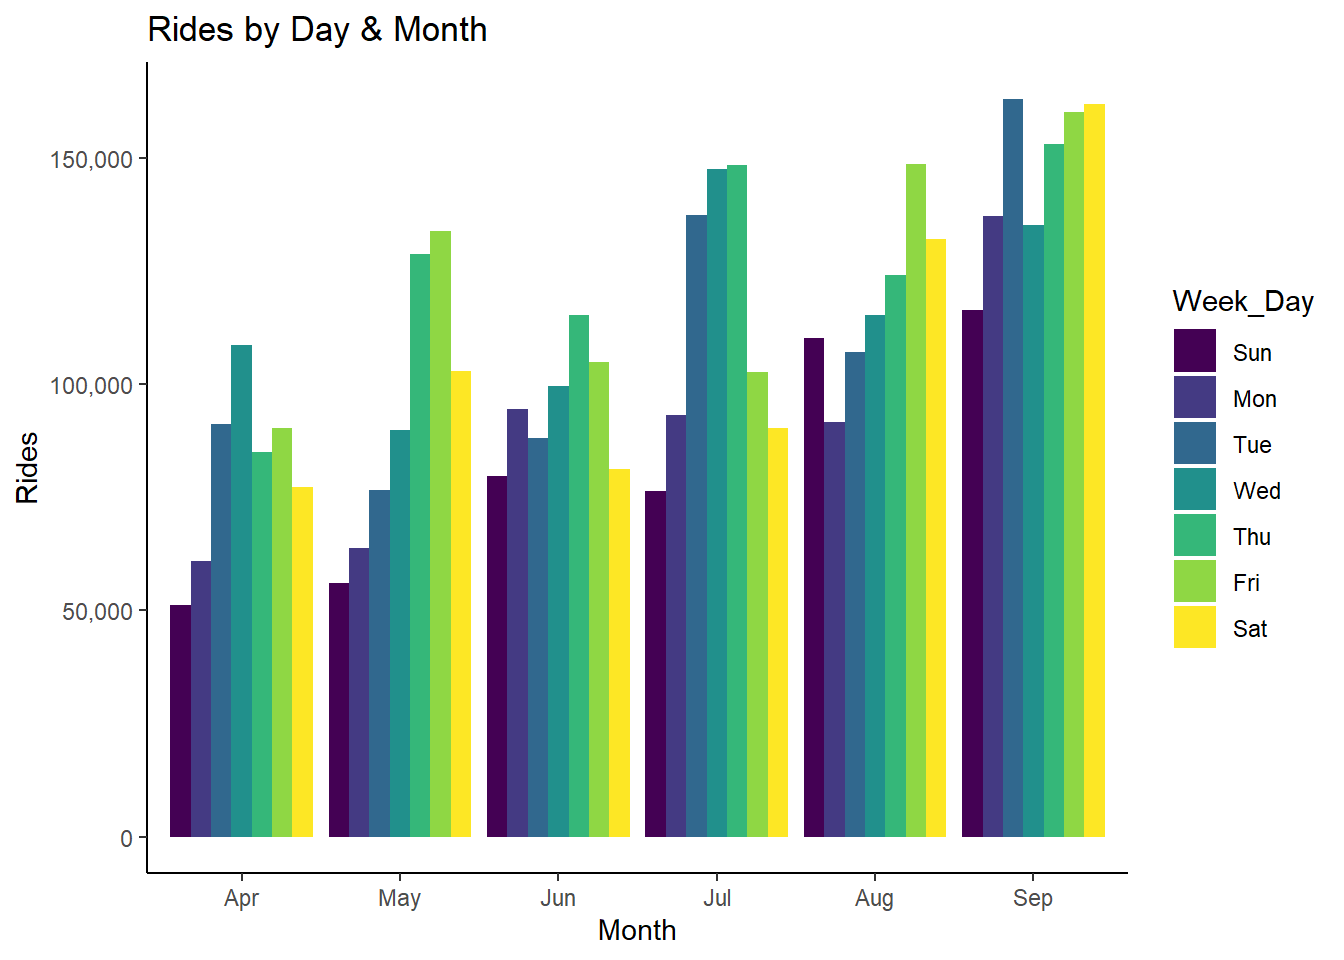 Rides by Day & Month
Rides
150,000
100,000
50,000
0
Apr May Jun Jul Aug Sep
Month
Week_Day
Sun
Mon
Tue
Wed
Thu
Fri
Sat